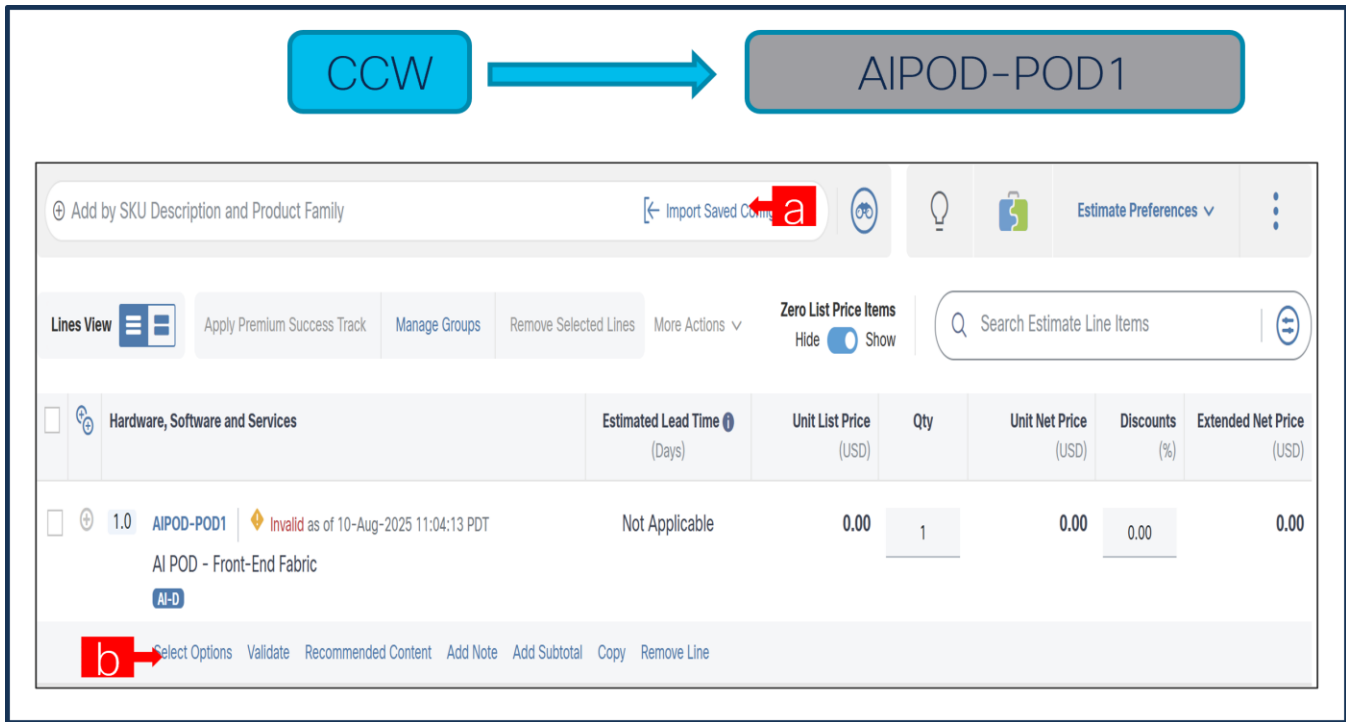 CCW
AIPOD-POD1
Add by SKU Description and Product Family
Import Saved
a
Estimate Preferences
Lines View
Apply Premium Success Track
Manage Groups
Remove Selected Lines
More Actions
Zero List Price Items
Hide Show
Search Estimate Line Items
Hardware, Software and Services
Estimated Lead Time
(Days)
Unit List Price
(USD)
Qty
Unit Net Price
(USD)
Discounts
(%)
Extended Net Price
(USD)
1.0 AIPOD-POD1 Invalid as of 10-Aug-2025 11:04:13 PDT
Not Applicable
0.00
1
0.00
0.00
0.00
AI POD - Front-End Fabric
AI-D
b
Select Options Validate Recommended Content Add Note Add Subtotal Copy Remove Line